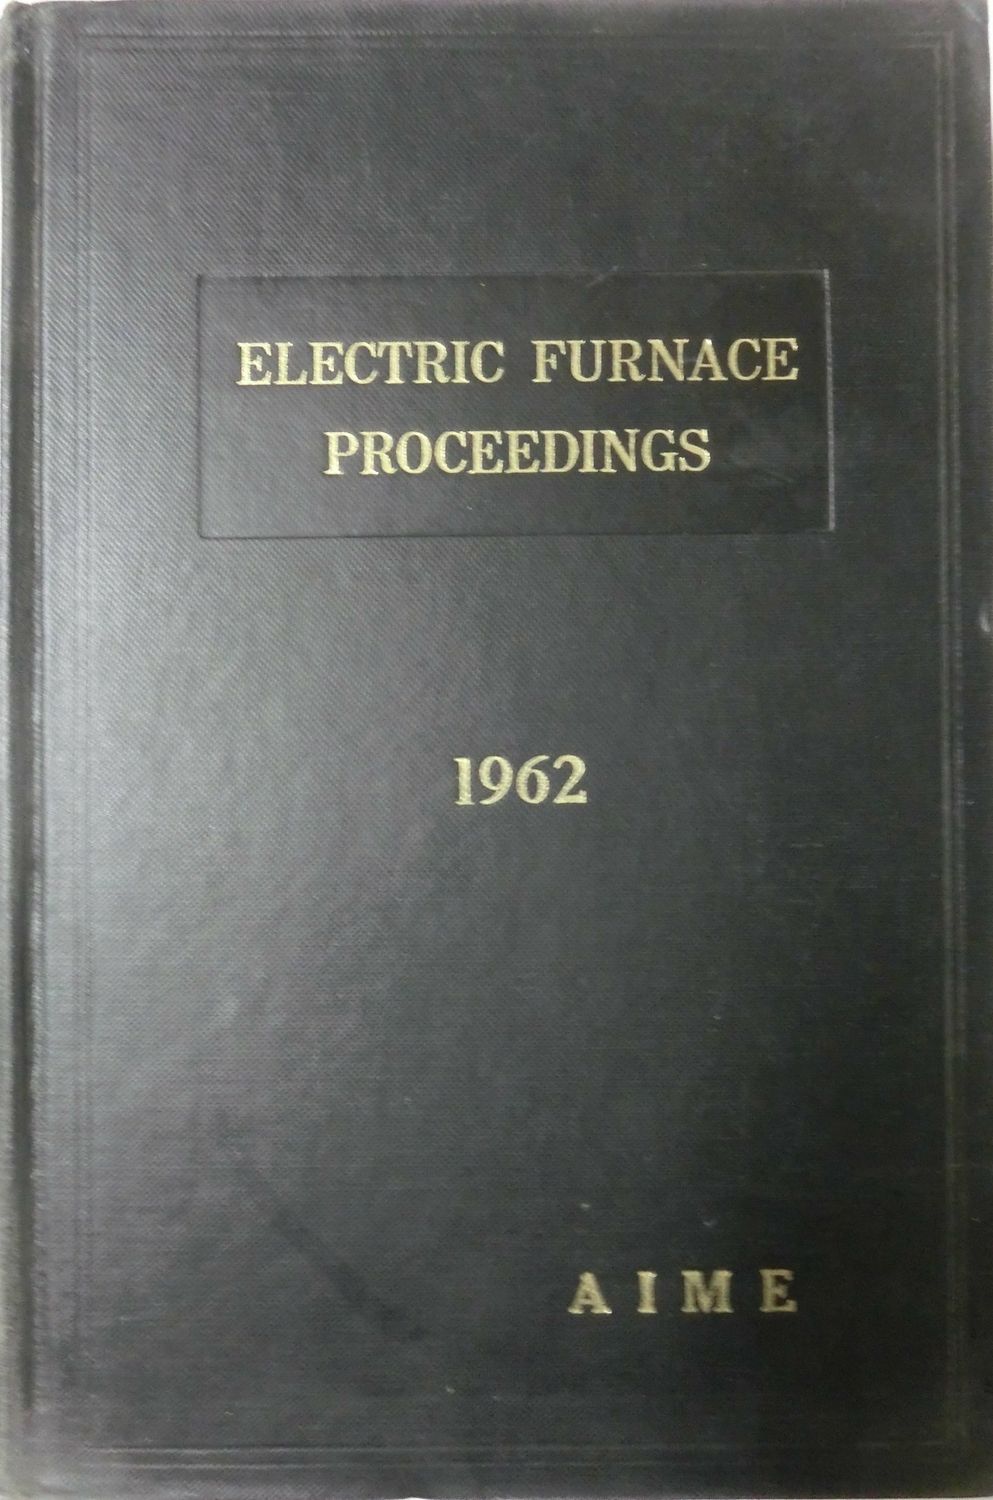 ELECTRIC FURNACE
PROCEEDINGS
1962
AIME